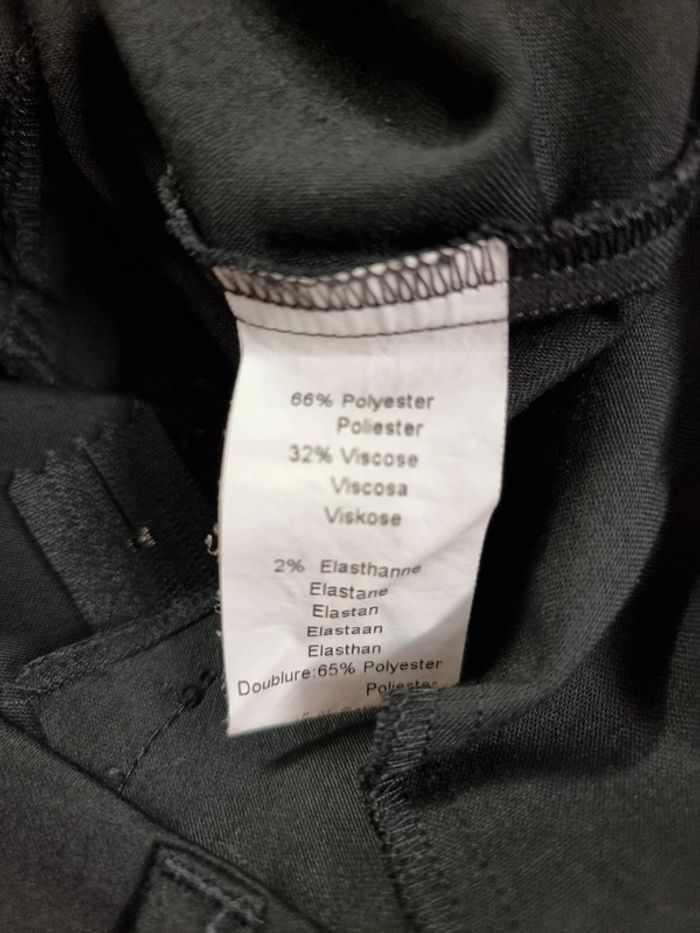 66% Polyester
Poliester
32% Viscose
Viscosa
Viskose
2% Elasthanne
Elastane
Elastan
Elastaan
Elasthan
Doublure:65% Polyester
Poliester